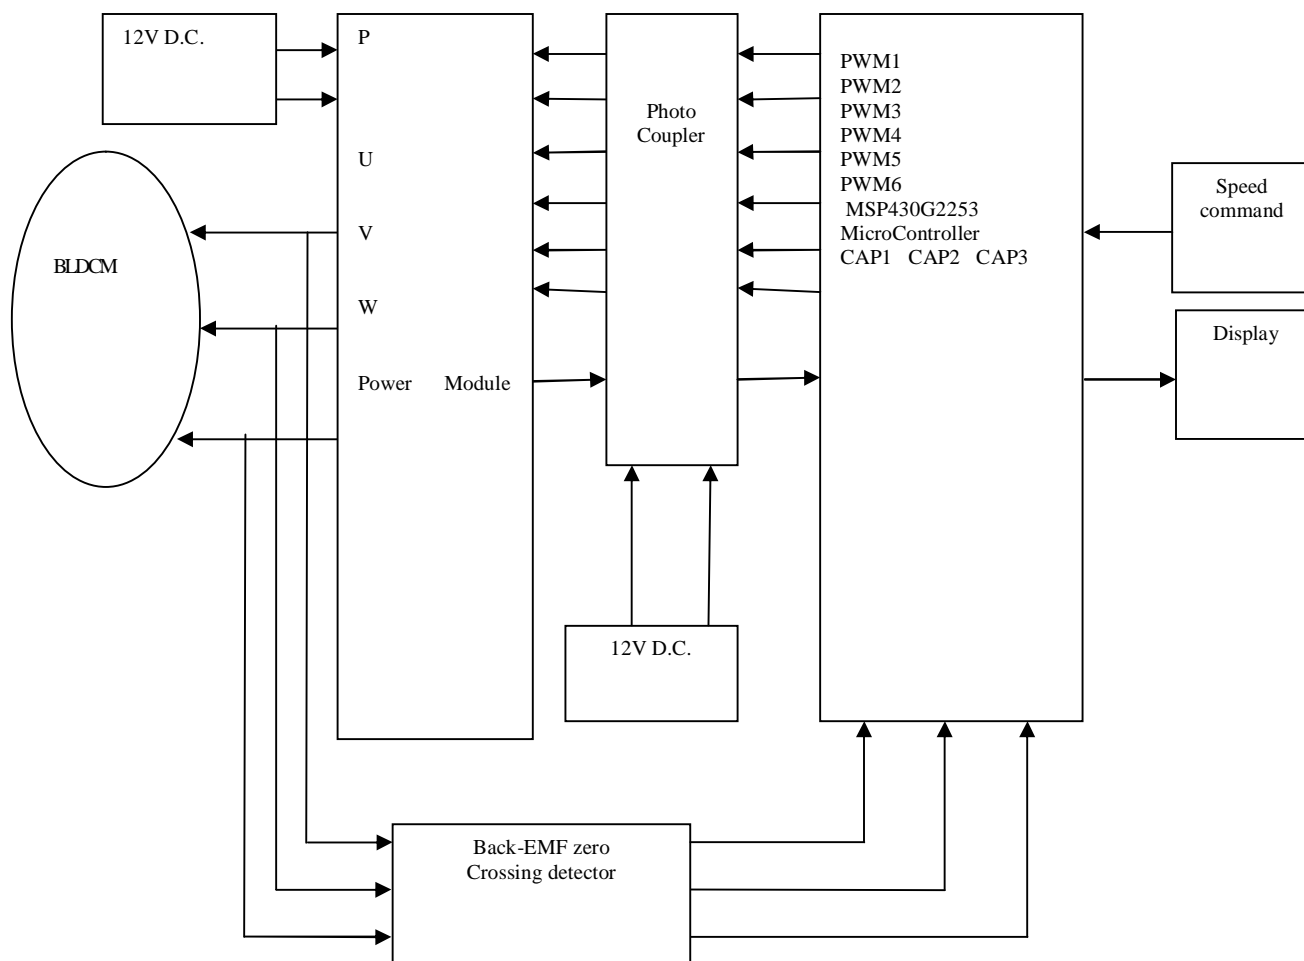 12V D.C.
P
U
V
W
Power Module
BLDCM
Photo
Coupler
PWM1
PWM2
PWM3
PWM4
PWM5
PWM6
MSP430G2253
MicroController
CAP1 CAP2 CAP3
Speed
command
Display
12V D.C.
Back-EMF zero
Crossing detector